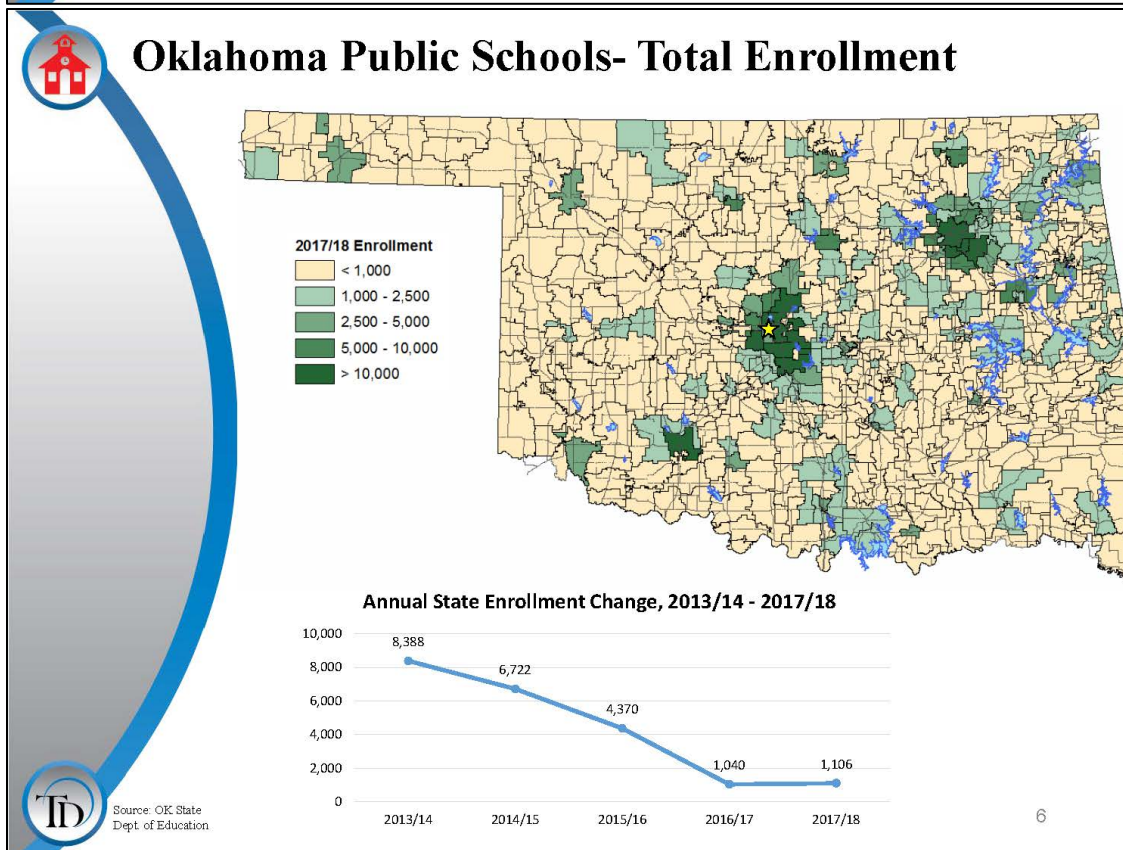 Oklahoma Public Schools- Total Enrollment
2017/18 Enrollment
< 1,000
1,000 - 2,500
2,500 - 5,000
5,000 - 10,000
> 10,000
Annual State Enrollment Change, 2013/14 - 2017/18
10,000
8,000
6,000
4,000
2,000
0
8,388
6,722
4,370
1,040
1,106
2013/14
2014/15
2015/16
2016/17
2017/18
TD
Source: OK State
Dept. of Education
6